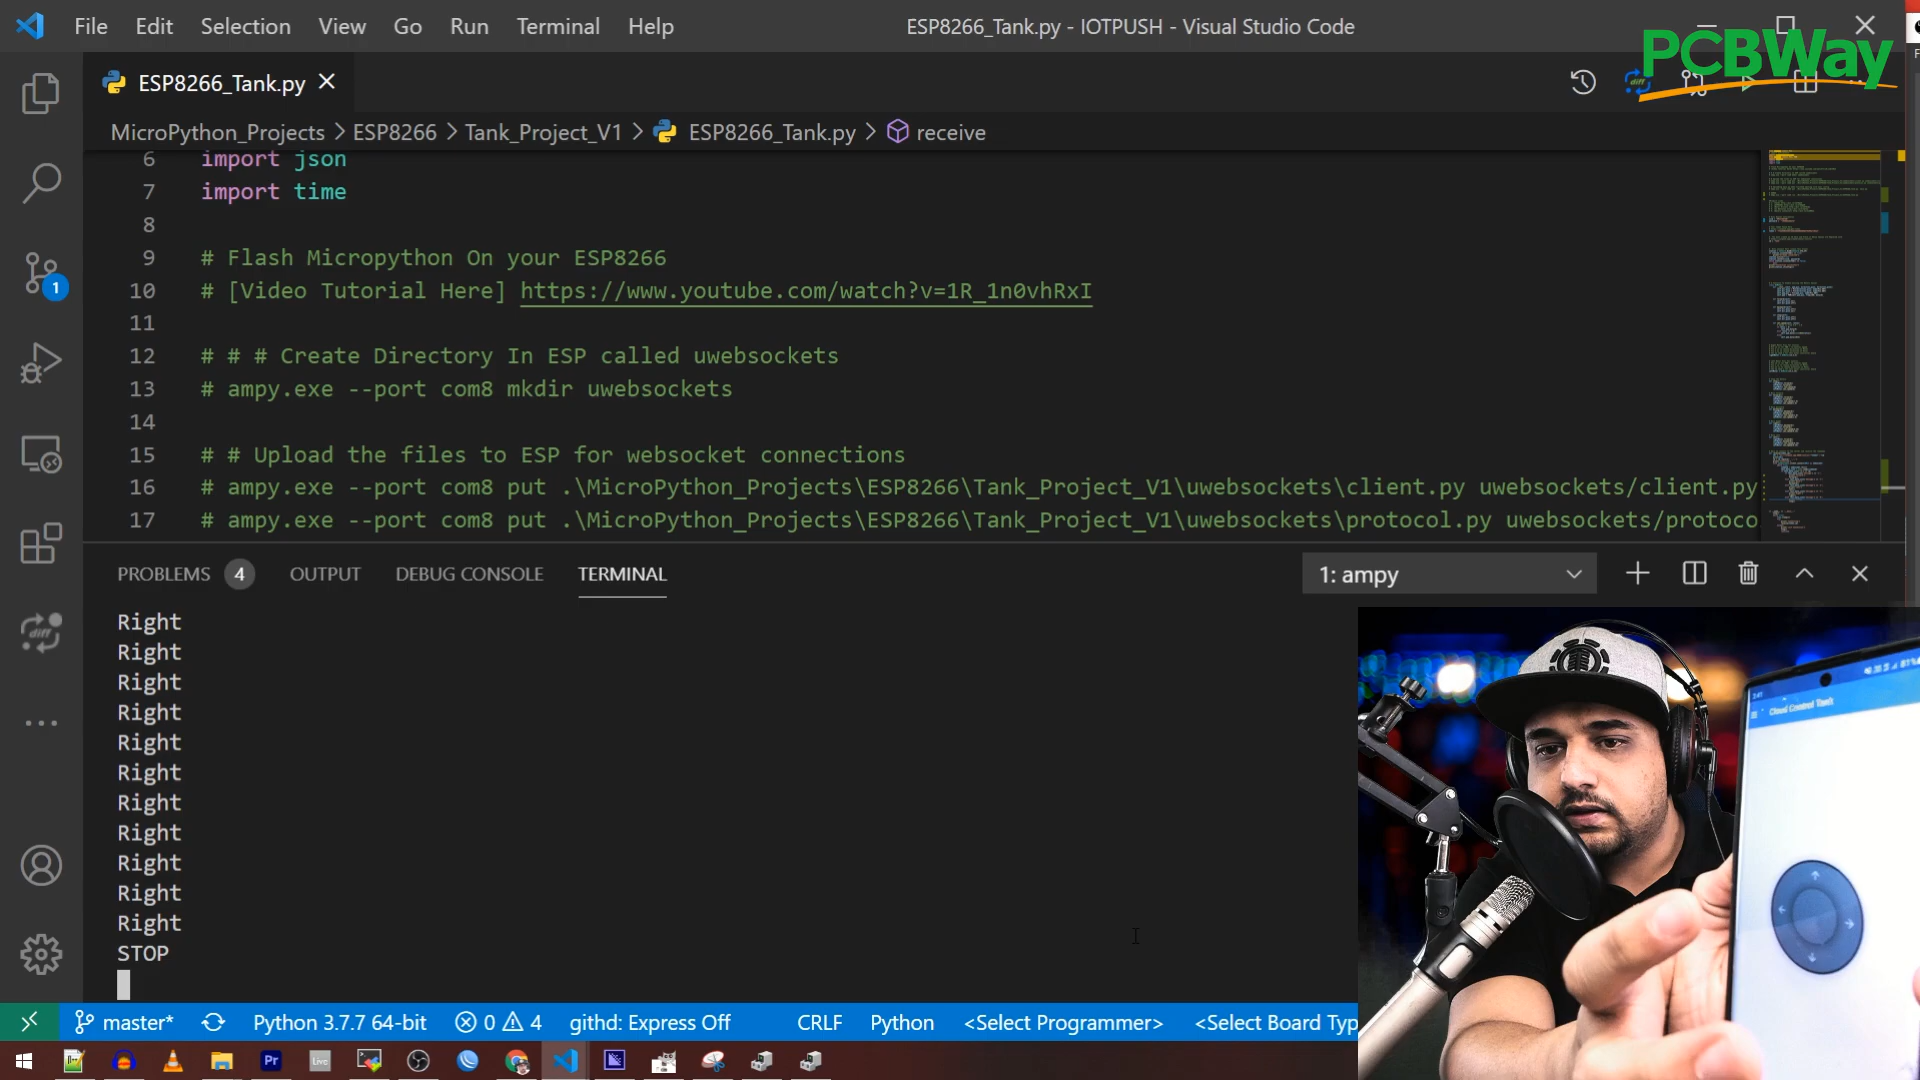 File Edit Selection View Go Run Terminal Help ESP8266_Tank.py - IOTPUSH - Visual Studio Code
PCBWay
ESP8266_Tank.py
MicroPython_Projects > ESP8266 > Tank_Project_V1 > ESP8266_Tank.py > receive
6 import json
7 import time
8
9 # Flash Micropython On your ESP8266
10 # [Video Tutorial Here] https://www.youtube.com/watch?v=1R_1n0vhRxI
11
12 # # # Create Directory In ESP called uwebsockets
13 # ampy.exe --port com8 mkdir uwebsockets
14
15 # # Upload the files to ESP for websocket connections
16 # ampy.exe --port com8 put .\MicroPython_Projects\ESP8266\Tank_Project_V1\uwebsockets\client.py uwebsockets/client.py
17 # ampy.exe --port com8 put .\MicroPython_Projects\ESP8266\Tank_Project_V1\uwebsockets\protocol.py uwebsockets/protoco
PROBLEMS 4 OUTPUT DEBUG CONSOLE TERMINAL 1: ampy
Right
Right
Right
Right
Right
Right
Right
Right
Right
Right
Right
STOP
Cloud Control Tank
1
diff
master* Python 3.7.7 64-bit 0 4 githd: Express Off CRLF Python <Select Programmer> <Select Board Typ
Pr Live